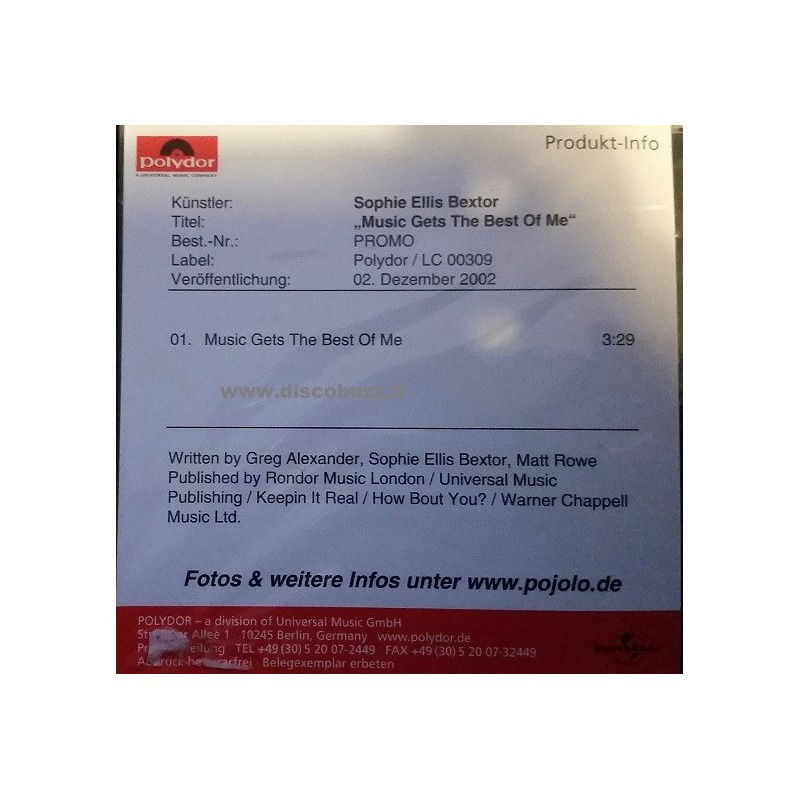 polydor
A UNIVERSAL MUSIC COMPANY
Produkt-Info
Künstler: Sophie Ellis Bextor
Titel: „Music Gets The Best Of Me“
Best.-Nr.: PROMO
Label: Polydor / LC 00309
Veröffentlichung: 02. Dezember 2002
01. Music Gets The Best Of Me 3:29
Written by Greg Alexander, Sophie Ellis Bextor, Matt Rowe
Published by Rondor Music London / Universal Music
Publishing / Keepin It Real / How Bout You? / Warner Chappell
Music Ltd.
Fotos & weitere Infos unter www.pojolo.de
POLYDOR – a division of Universal Music GmbH
Allee 1 10245 Berlin, Germany www.polydor.de
TEL +49 (30) 5 20 07-2449 FAX +49 (30) 5 20 07-32449
Belegexemplar erbeten
UNIVERSAL